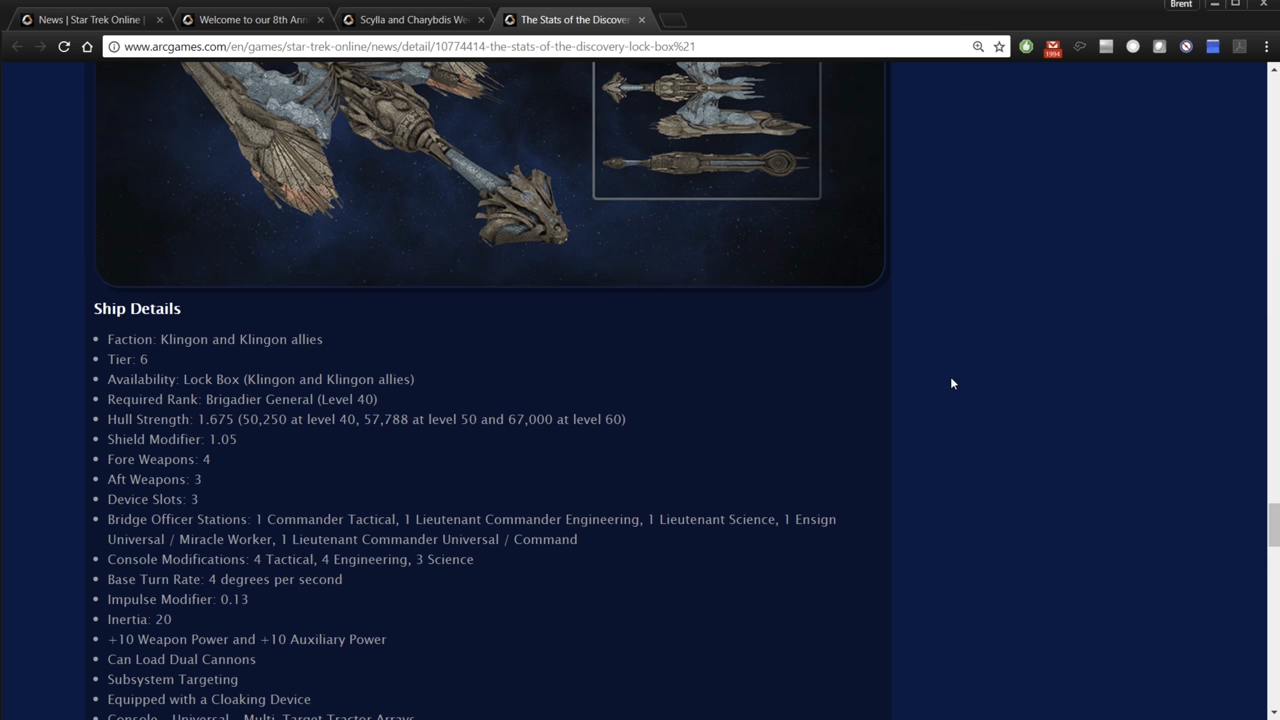 Brent
News | Star Trek Online |
Welcome to our 8th Ann
Scylla and Charybdis We
The Stats of the Discover
www.arcgames.com/en/games/star-trek-online/news/detail/10774414-the-stats-of-the-discovery-lock-box%21
1994
Ship Details
Faction: Klingon and Klingon allies
Tier: 6
Availability: Lock Box (Klingon and Klingon allies)
Required Rank: Brigadier General (Level 40)
Hull Strength: 1.675 (50,250 at level 40, 57,788 at level 50 and 67,000 at level 60)
Shield Modifier: 1.05
Fore Weapons: 4
Aft Weapons: 3
Device Slots: 3
Bridge Officer Stations: 1 Commander Tactical, 1 Lieutenant Commander Engineering, 1 Lieutenant Science, 1 Ensign
Universal / Miracle Worker, 1 Lieutenant Commander Universal / Command
Console Modifications: 4 Tactical, 4 Engineering, 3 Science
Base Turn Rate: 4 degrees per second
Impulse Modifier: 0.13
Inertia: 20
+10 Weapon Power and +10 Auxiliary Power
Can Load Dual Cannons
Subsystem Targeting
Equipped with a Cloaking Device
Console - Universal - Multi-Target Tractor Arrays